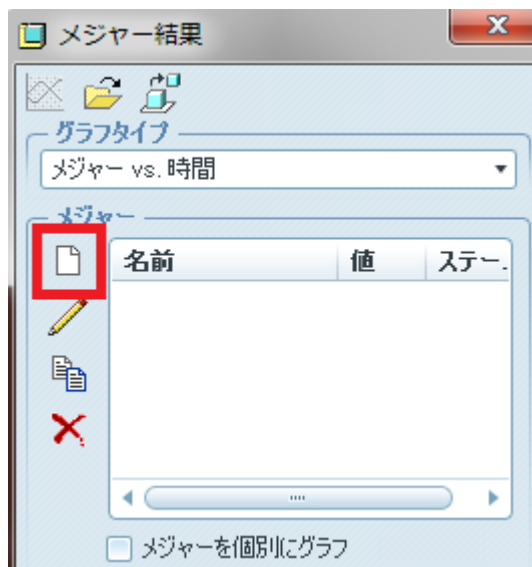 メジャー結果
グラフタイプ
メジャー vs. 時間
メジャー
名前 値 ステー.
メジャーを個別にグラフ